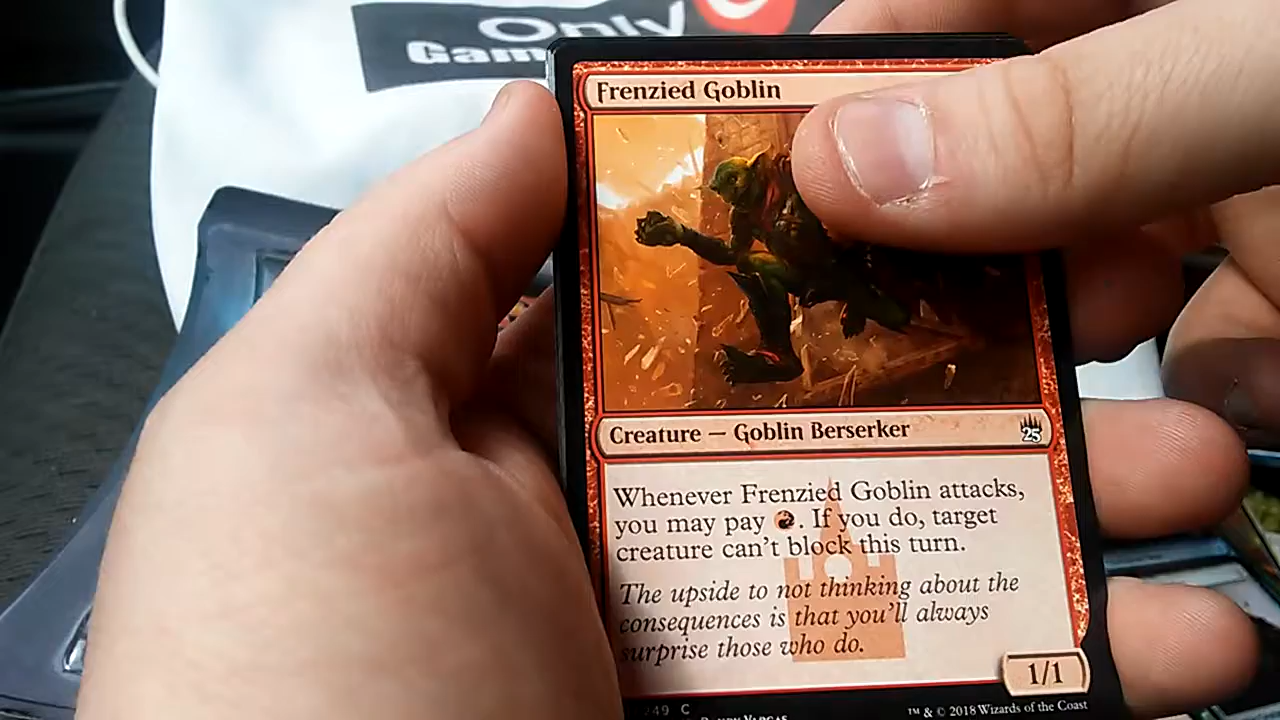 Only
Gam
Frenzied Goblin
Creature — Goblin Berserker
25
Whenever Frenzied Goblin attacks,
you may pay . If you do, target
creature can't block this turn.
The upside to not thinking about the
consequences is that you'll always
surprise those who do.
1/1
49 C
™ & © 2018 Wizards of the Coast